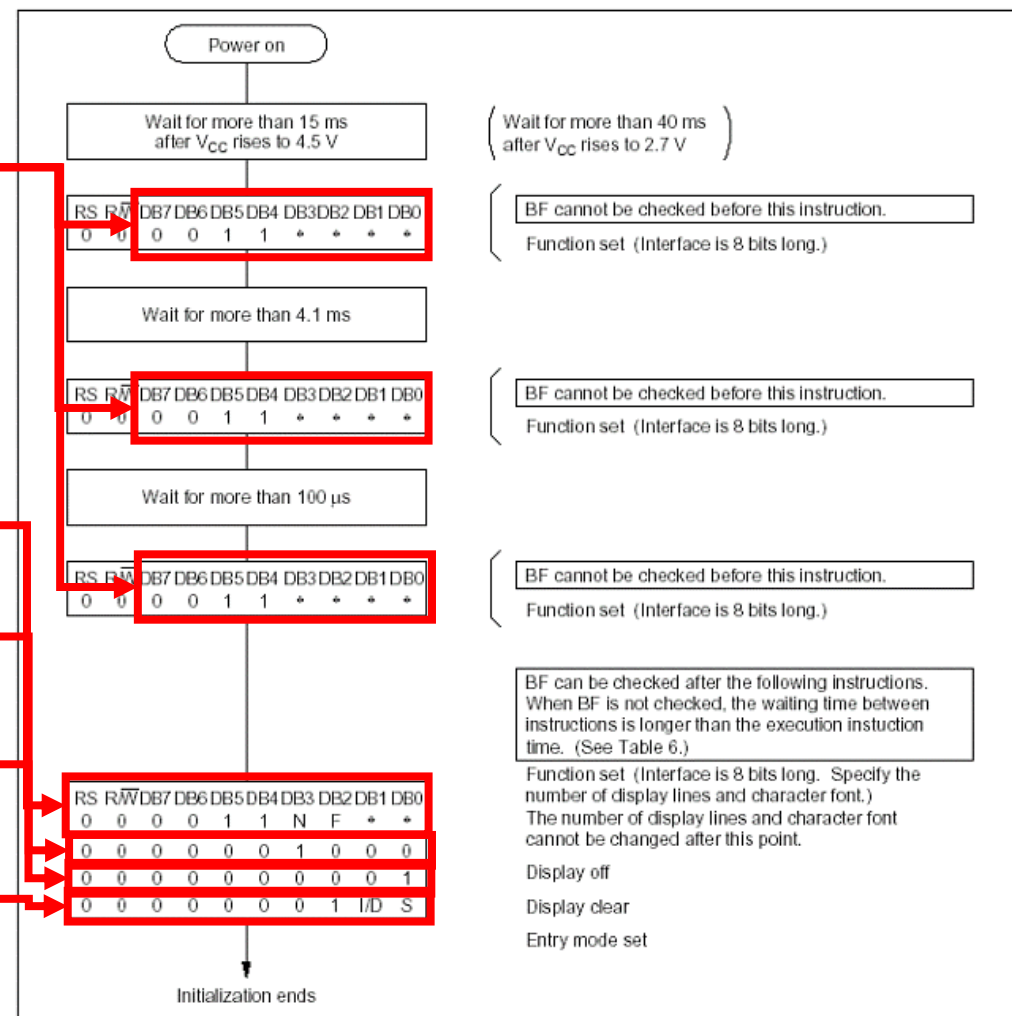 Power on
Wait for more than 15 ms
after VCC rises to 4.5 V
Wait for more than 40 ms
after VCC rises to 2.7 V
RS R/W DB7 DB6 DB5 DB4 DB3 DB2 DB1 DB0
0 0 0 0 1 1 * * * *
BF cannot be checked before this instruction.
Function set (Interface is 8 bits long.)
Wait for more than 4.1 ms
RS R/W DB7 DB6 DB5 DB4 DB3 DB2 DB1 DB0
0 0 0 0 1 1 * * * *
BF cannot be checked before this instruction.
Function set (Interface is 8 bits long.)
Wait for more than 100 µs
RS R/W DB7 DB6 DB5 DB4 DB3 DB2 DB1 DB0
0 0 0 0 1 1 * * * *
BF cannot be checked before this instruction.
Function set (Interface is 8 bits long.)
BF can be checked after the following instructions.
When BF is not checked, the waiting time between
instructions is longer than the execution instuction
time. (See Table 6.)
RS R/W DB7 DB6 DB5 DB4 DB3 DB2 DB1 DB0
0 0 0 0 1 1 N F * *
0 0 0 0 0 0 1 0 0 0
0 0 0 0 0 0 0 0 0 1
0 0 0 0 0 0 0 1 I/D S
Function set (Interface is 8 bits long. Specify the
number of display lines and character font.)
The number of display lines and character font
cannot be changed after this point.
Display off
Display clear
Entry mode set
Initialization ends